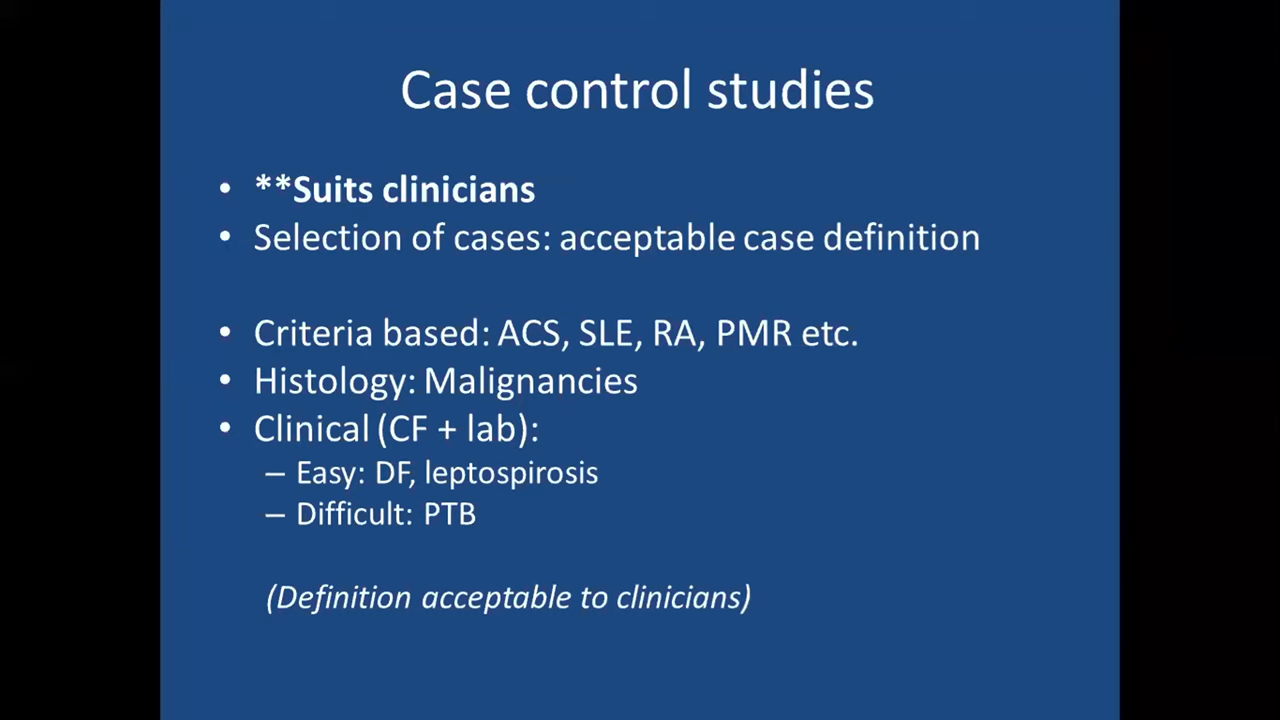 Case control studies
• **Suits clinicians
• Selection of cases: acceptable case definition
• Criteria based: ACS, SLE, RA, PMR etc.
• Histology: Malignancies
• Clinical (CF + lab):
– Easy: DF, leptospirosis
– Difficult: PTB
(Definition acceptable to clinicians)